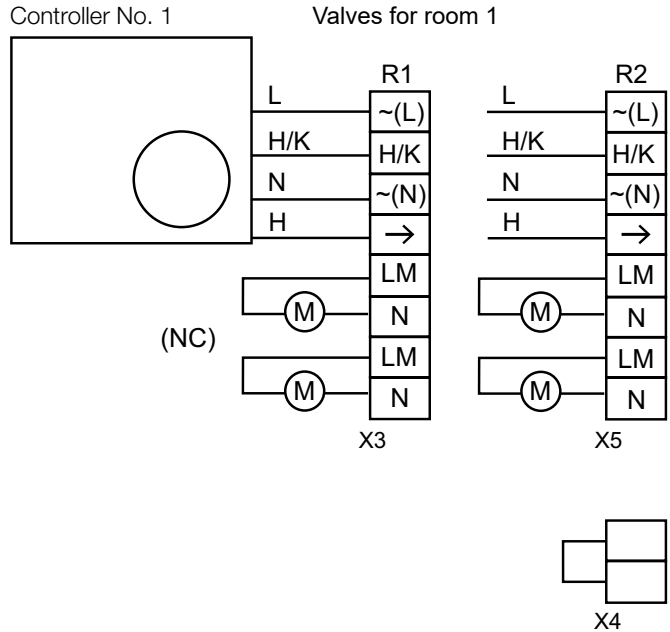 Controller No. 1
Valves for room 1
R1
R2
L
~(L)
L
~(L)
H/K
H/K
H/K
H/K
N
~(N)
N
~(N)
H
→
H
→
LM
LM
M
N
M
N
(NC)
LM
LM
M
N
M
N
X3
X5
X4